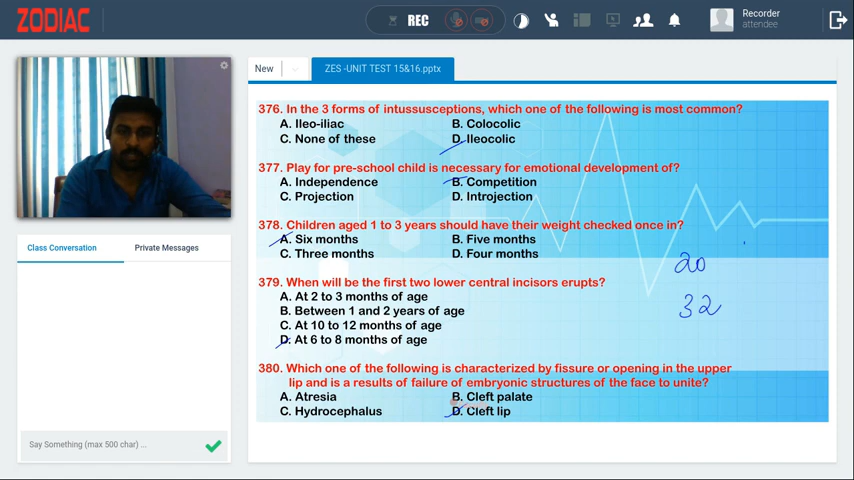 ZODIAC
REC
Recorder
attendee
New
ZES -UNIT TEST 15&16.pptx
376. In the 3 forms of intussusceptions, which one of the following is most common?
A. Ileo-iliac B. Colocolic
C. None of these D. Ileocolic
377. Play for pre-school child is necessary for emotional development of?
A. Independence B. Competition
C. Projection D. Introjection
378. Children aged 1 to 3 years should have their weight checked once in?
A. Six months B. Five months
C. Three months D. Four months
20
379. When will be the first two lower central incisors erupts?
A. At 2 to 3 months of age
B. Between 1 and 2 years of age
32
C. At 10 to 12 months of age
D. At 6 to 8 months of age
380. Which one of the following is characterized by fissure or opening in the upper
lip and is a results of failure of embryonic structures of the face to unite?
A. Atresia B. Cleft palate
C. Hydrocephalus D. Cleft lip
Class Conversation Private Messages
Say Something (max 500 char) ...